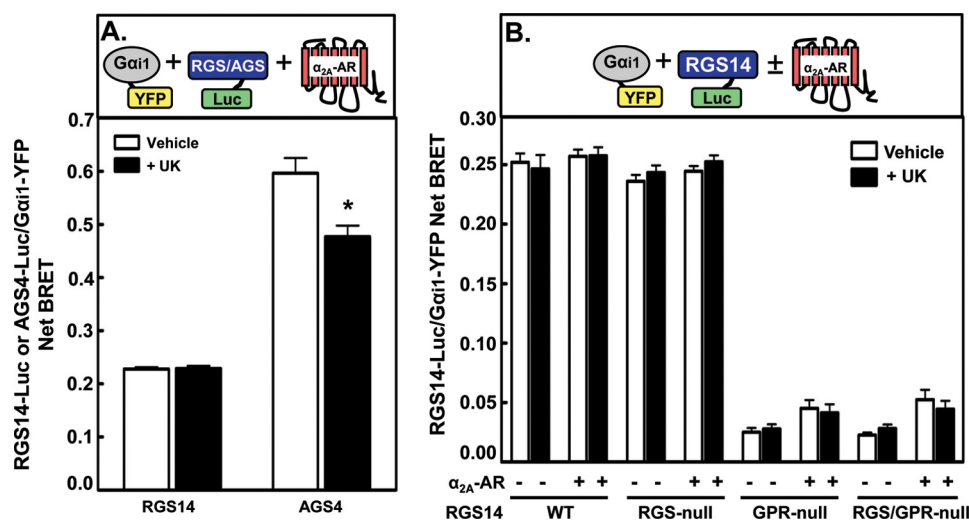 A.
Gαi1 + RGS/AGS + α2A-AR
YFP Luc
RGS14-Luc or AGS4-Luc/Gαi1-YFP
Net BRET
0.7
0.6
0.5
0.4
0.3
0.2
0.1
0.0
Vehicle
+ UK
*
RGS14 AGS4
B.
Gαi1 + RGS14 ± α2A-AR
YFP Luc
RGS14-Luc/Gαi1-YFP Net BRET
0.30
0.25
0.20
0.15
0.10
0.05
0.00
Vehicle
+ UK
α2A-AR - - + + - - + + - - + + - - + +
RGS14 WT RGS-null GPR-null RGS/GPR-null